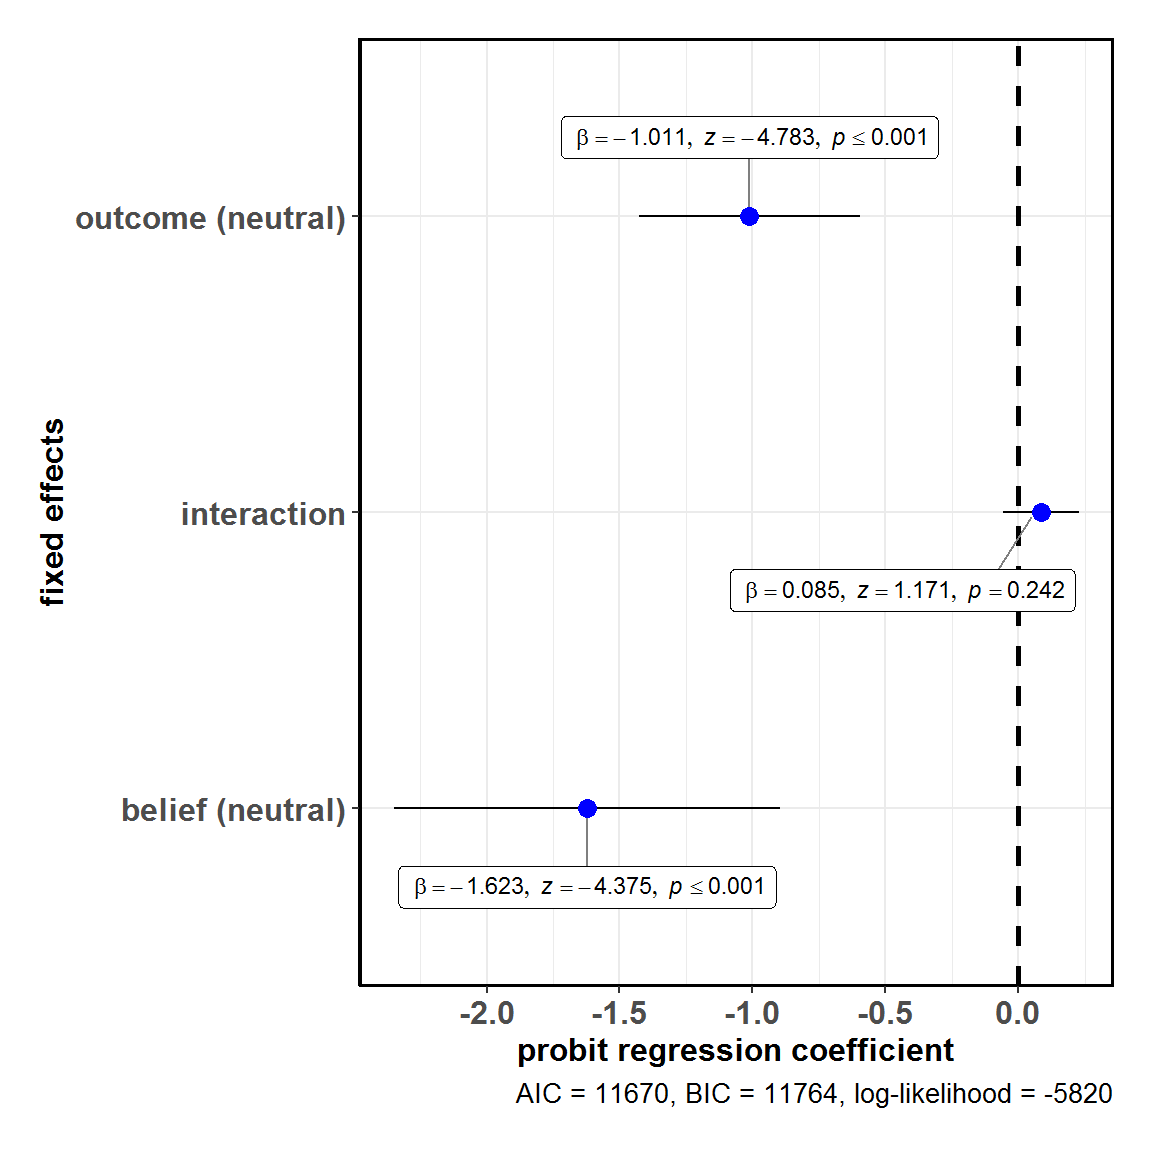 β = −1.011, z = −4.783, p ≤ 0.001
outcome (neutral)
fixed effects
interaction
β = 0.085, z = 1.171, p = 0.242
belief (neutral)
β = −1.623, z = −4.375, p ≤ 0.001
-2.0 -1.5 -1.0 -0.5 0.0
probit regression coefficient
AIC = 11670, BIC = 11764, log-likelihood = -5820